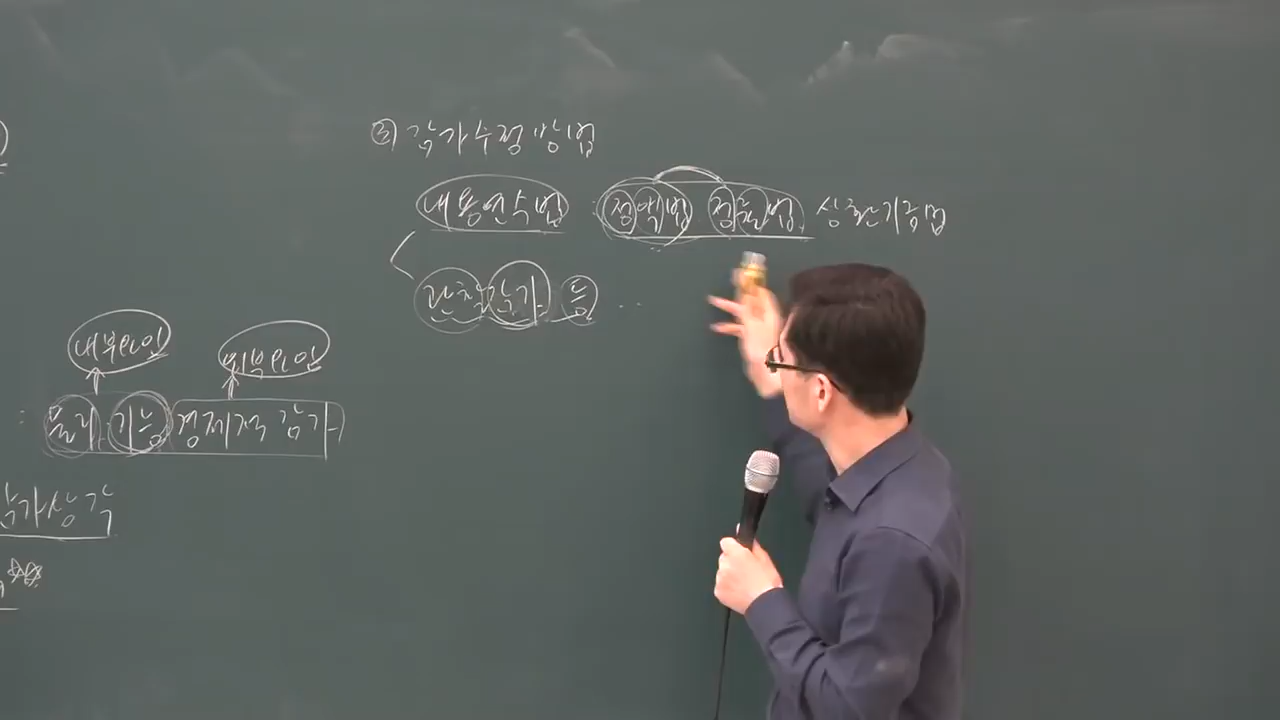 ③ 감가수정방법
내용연수법 : 정액법 정률법 상환기금법
관찰감가 등 ...
내부요인 외부요인
: 물리, 기능, 경제적 감가
감가상각